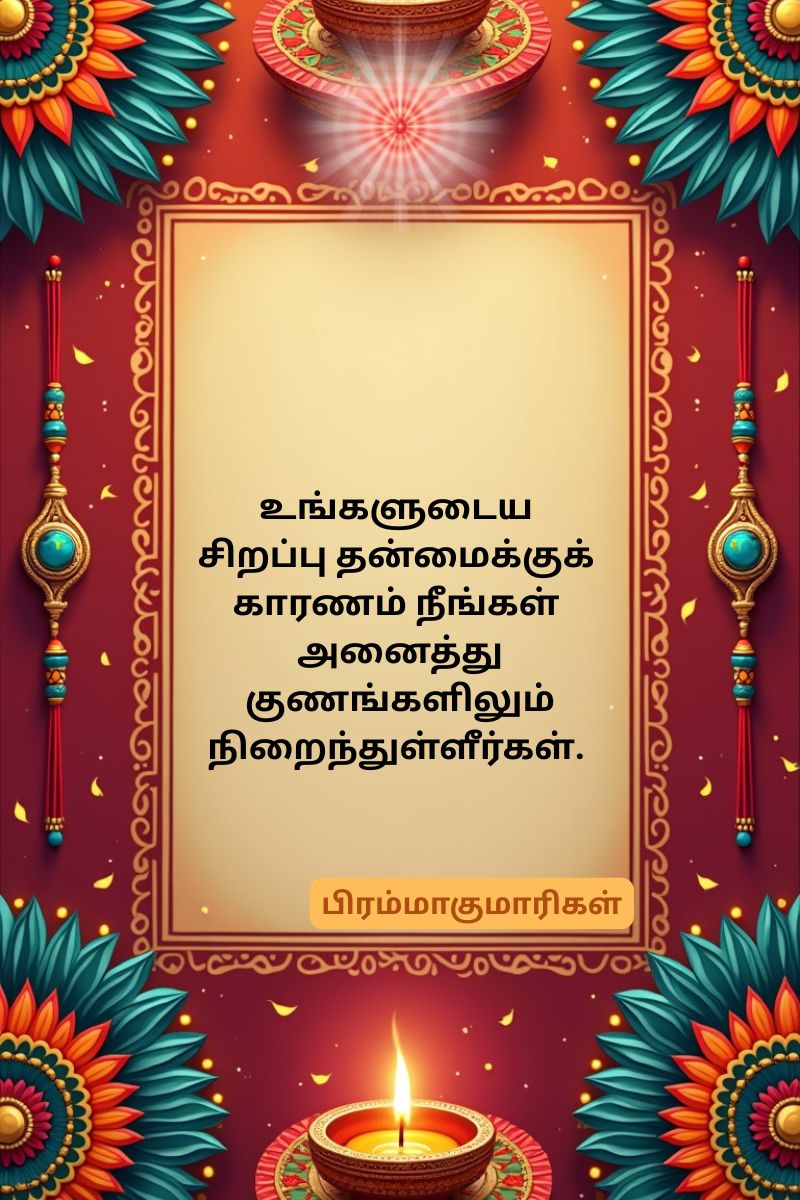 உங்களுடைய
சிறப்பு தன்மைக்குக்
காரணம் நீங்கள்
அனைத்து
குணங்களிலும்
நிறைந்துள்ளீர்கள்.
பிரம்மாகுமாரிகள்